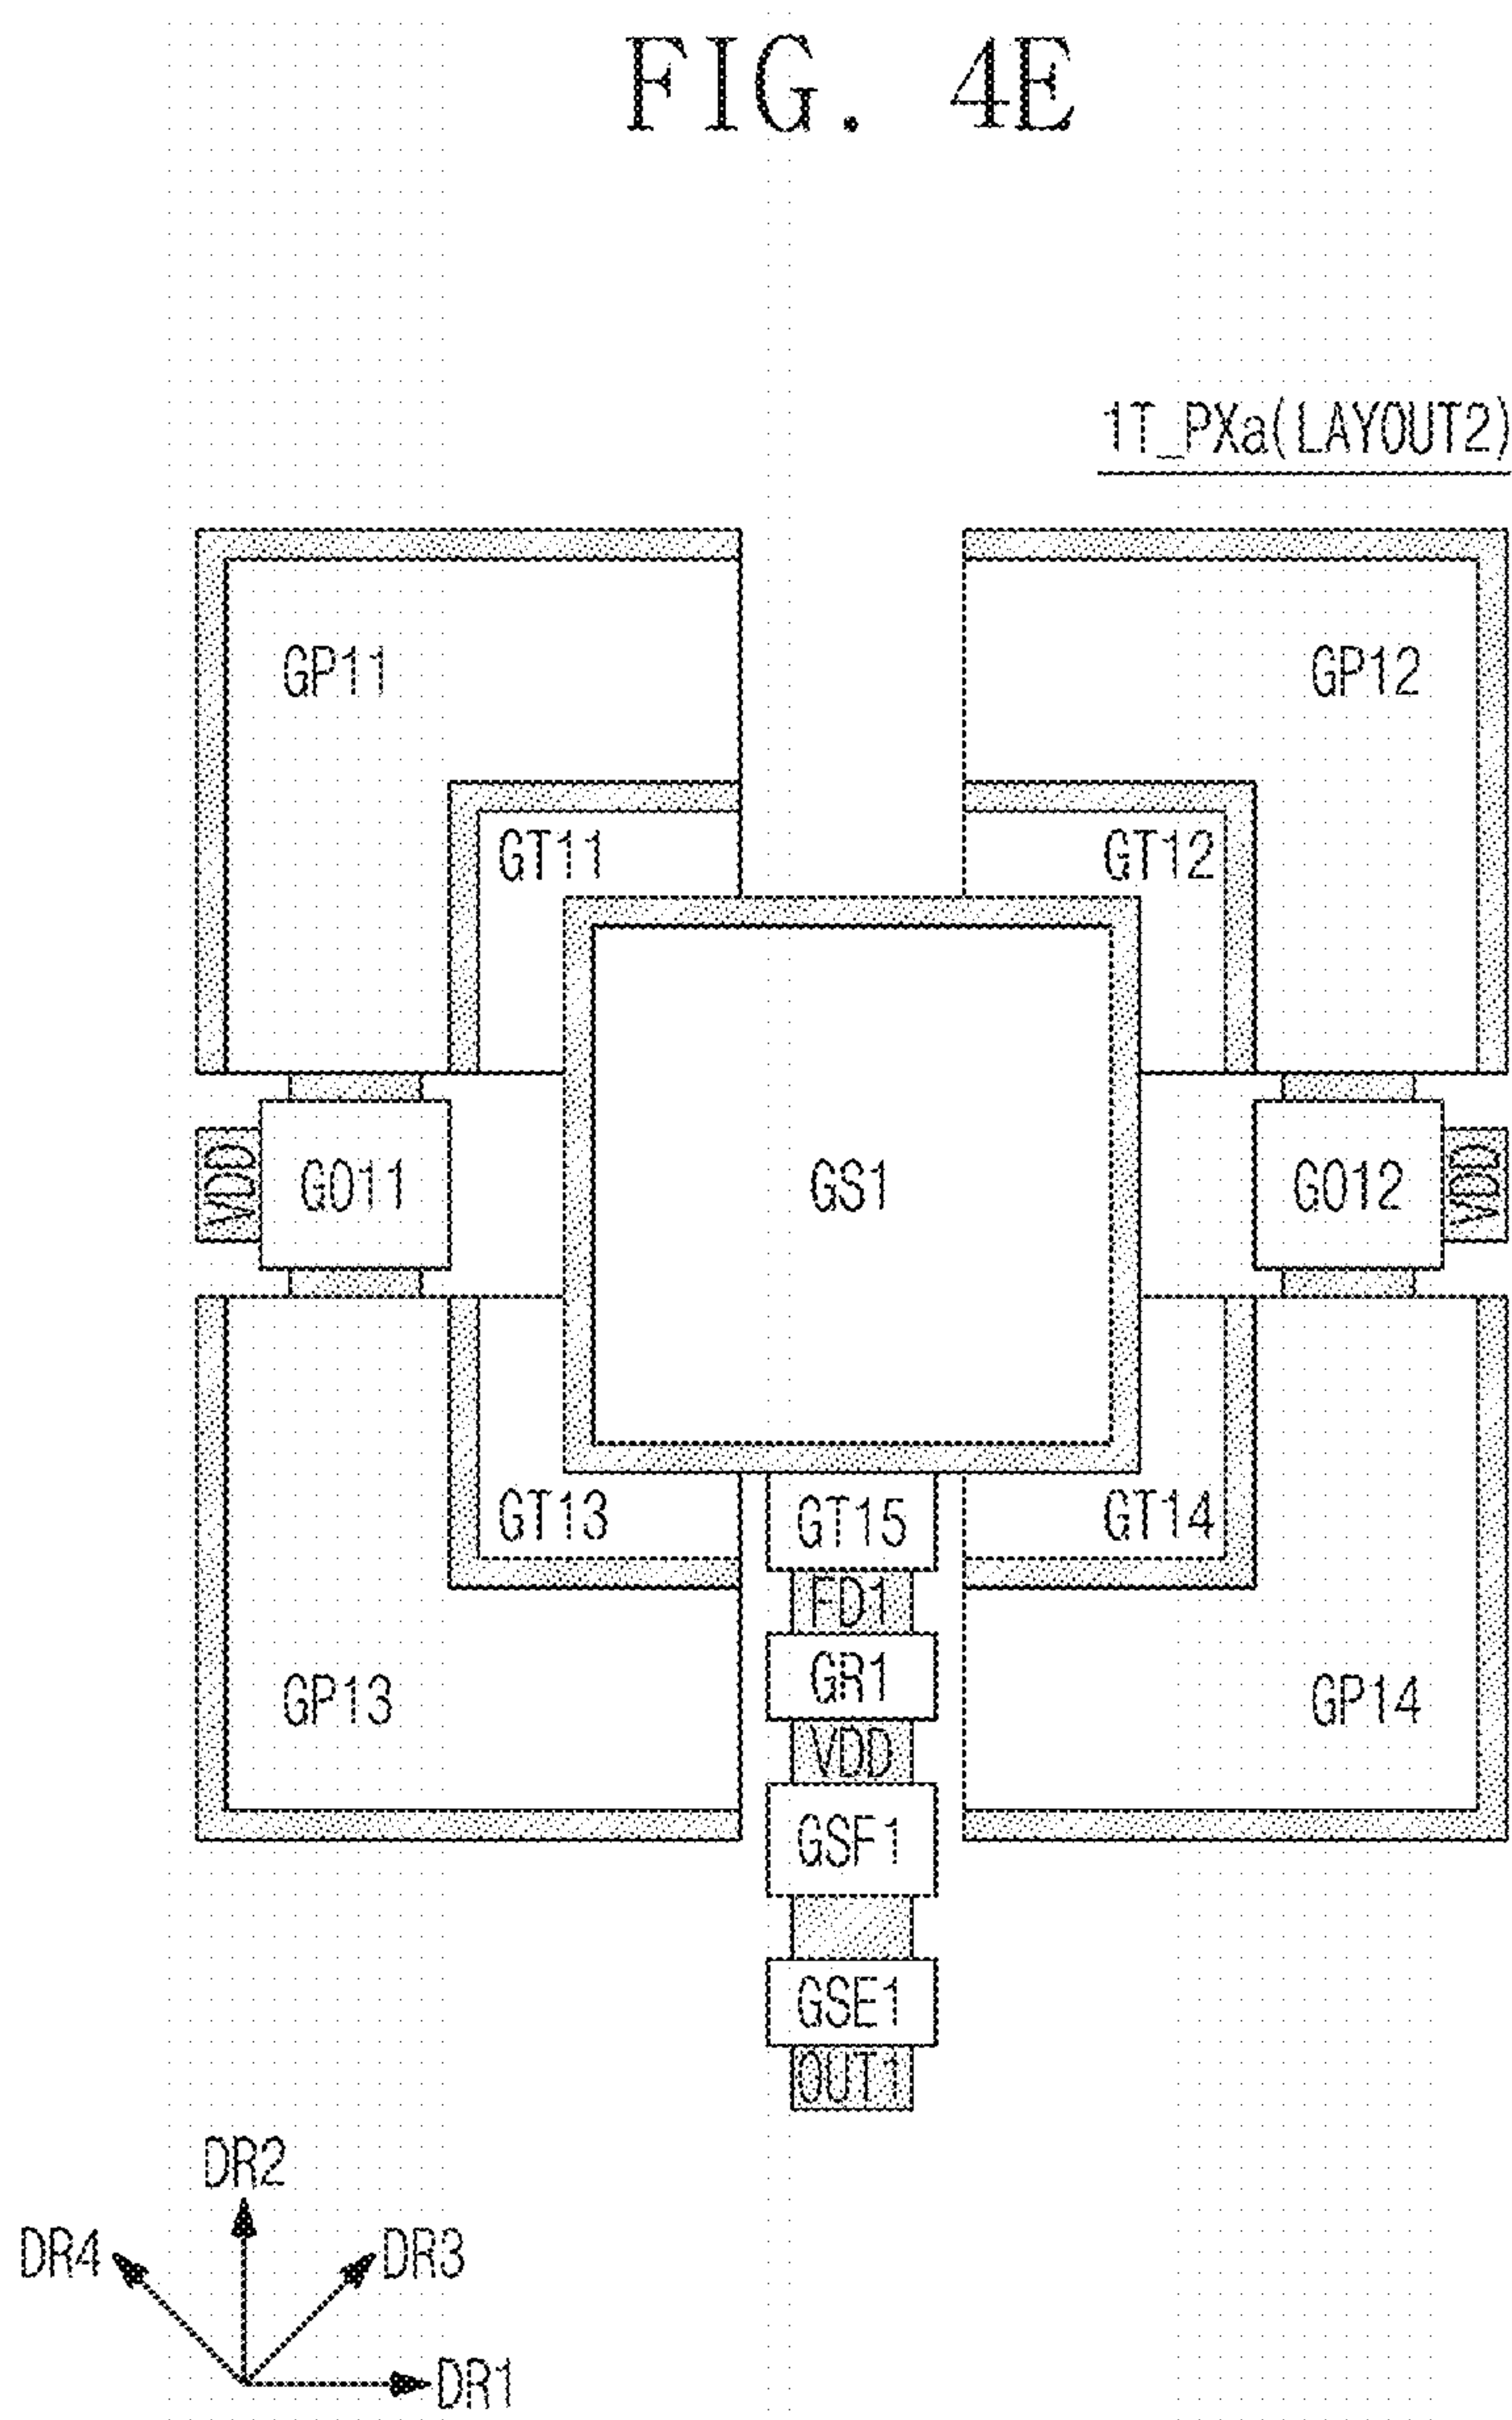 FIG. 4E
1T_PXa(LAYOUT2)
GP11
GP12
GT11
GT12
VDD
GO11
GS1
GO12
VDD
GT13
GT15
GT14
FD1
GR1
GP13
GP14
VDD
GSF1
GSE1
OUT1
DR2
DR4
DR3
DR1